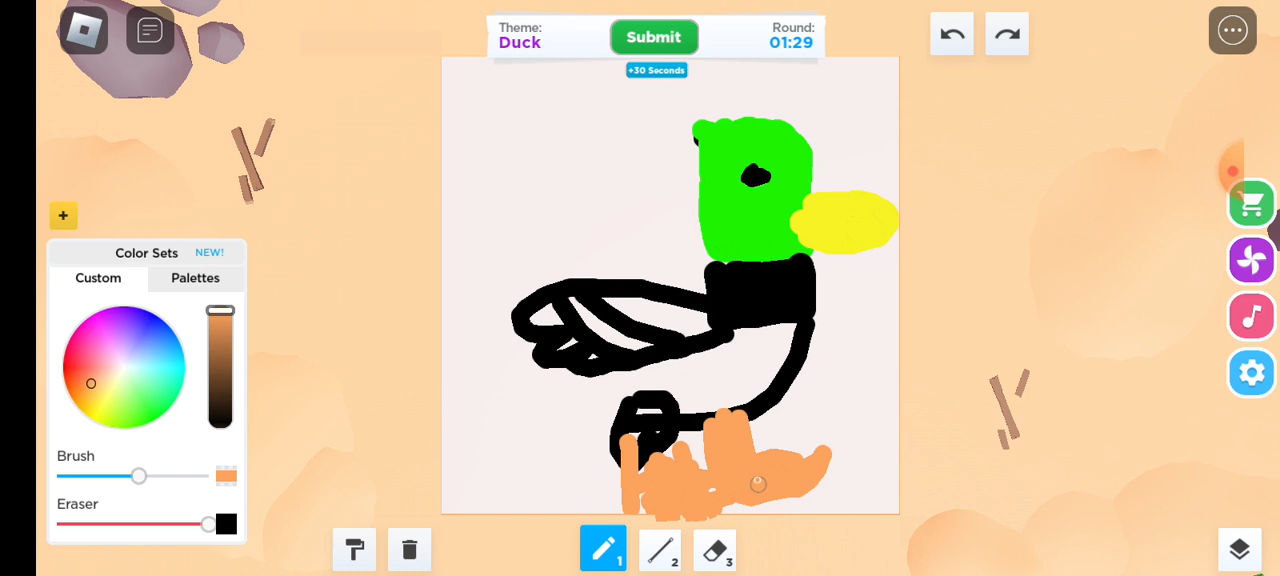 Theme:
Duck
Submit
Round:
01:29
+30 Seconds
+
Color Sets NEW!
Custom Palettes
Brush
Eraser
1
2
3